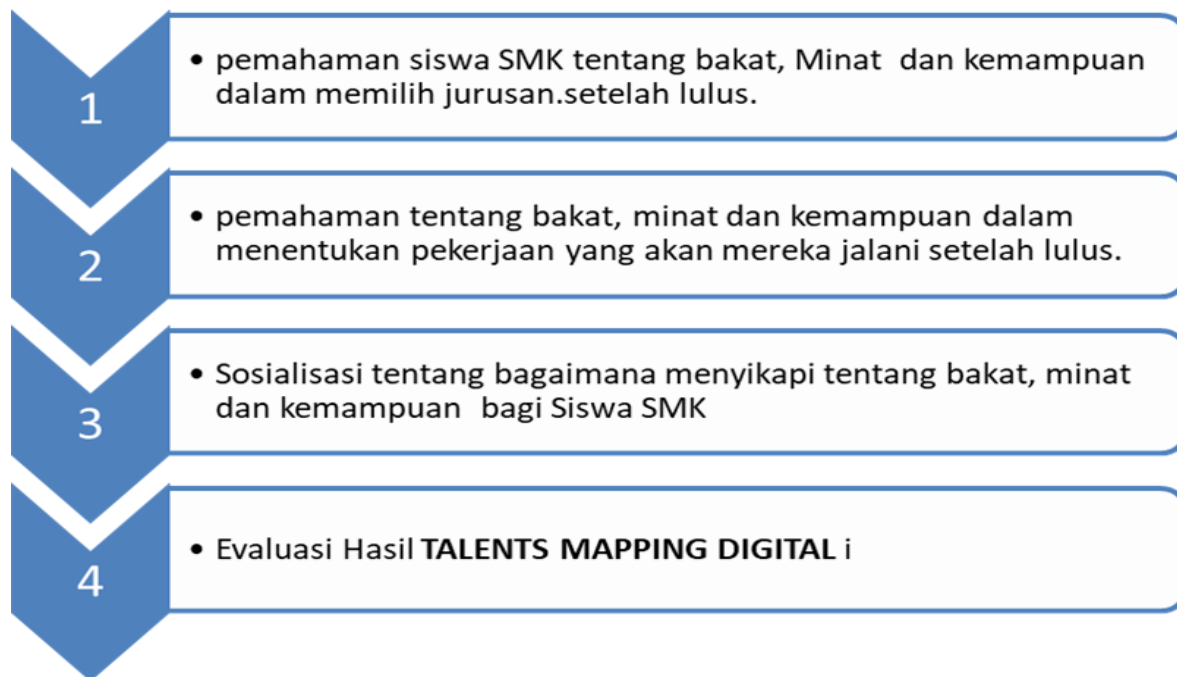 1
• pemahaman siswa SMK tentang bakat, Minat  dan kemampuan
dalam memilih jurusan.setelah lulus.
2
• pemahaman tentang bakat, minat dan kemampuan dalam
menentukan pekerjaan yang akan mereka jalani setelah lulus.
3
• Sosialisasi tentang bagaimana menyikapi tentang bakat, minat
dan kemampuan  bagi Siswa SMK
4
• Evaluasi Hasil TALENTS MAPPING DIGITAL i